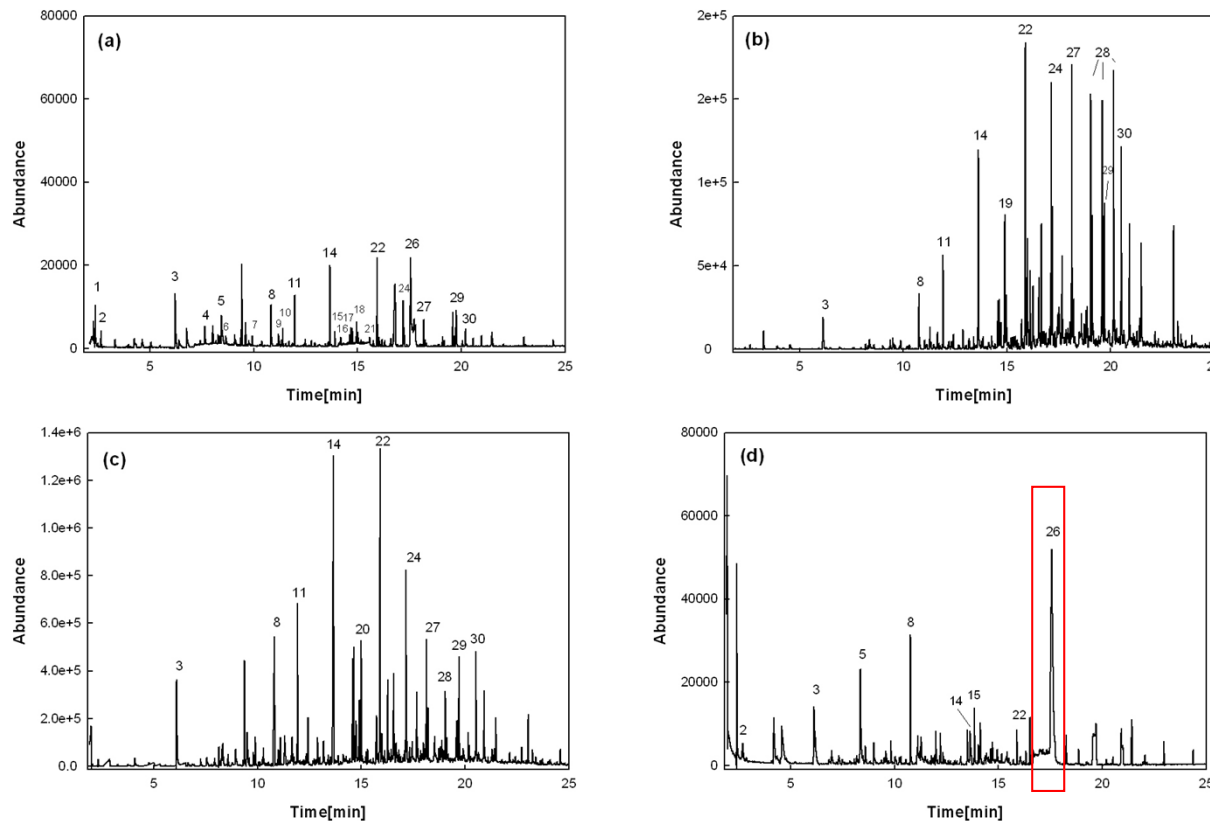 (a)
80000
60000
40000
20000
0
Abundance
1
2
3
4
5
6
7
8
9
10
11
14
15
16
17
18
21
22
24
26
27
29
30
5 10 15 20 25
Time[min]
(b)
2e+5
2e+5
1e+5
5e+4
0
Abundance
3
8
11
14
19
22
24
27
28
29
30
10 15 20 25
Time[min]
(c)
1.4e+6
1.2e+6
1.0e+6
8.0e+5
6.0e+5
4.0e+5
2.0e+5
0.0
Abundance
3
8
11
14
20
22
24
27
28
29
30
5 10 15 20 25
Time[min]
(d)
80000
60000
40000
20000
0
Abundance
2
3
5
8
14
15
22
26
5 10 15 20 25
Time[min]